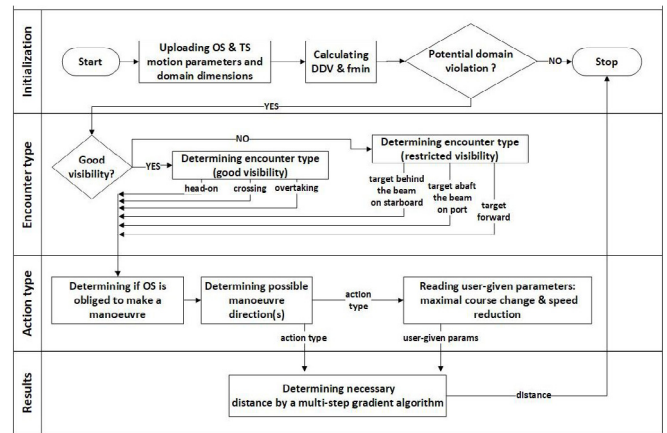 Initialization
Start
Uploading OS & TS
motion parameters and
domain dimensions
Calculating
DDV & fmin
Potential domain
violation ?
NO
Stop
YES
Encounter type
Good
visibility?
NO
YES
Determining encounter type
(good visibility)
head-on
crossing
overtaking
Determining encounter type
(restricted visibility)
target behind
the beam
on starboard
target abaft
the beam
on port
target
forward
Action type
Determining if OS is
obliged to make a
manoeuvre
Determining possible
manoeuvre
direction(s)
action
type
Reading user-given parameters:
maximal course change & speed
reduction
action type
user-given params
Results
Determining necessary
distance by a multi-step gradient algorithm
distance